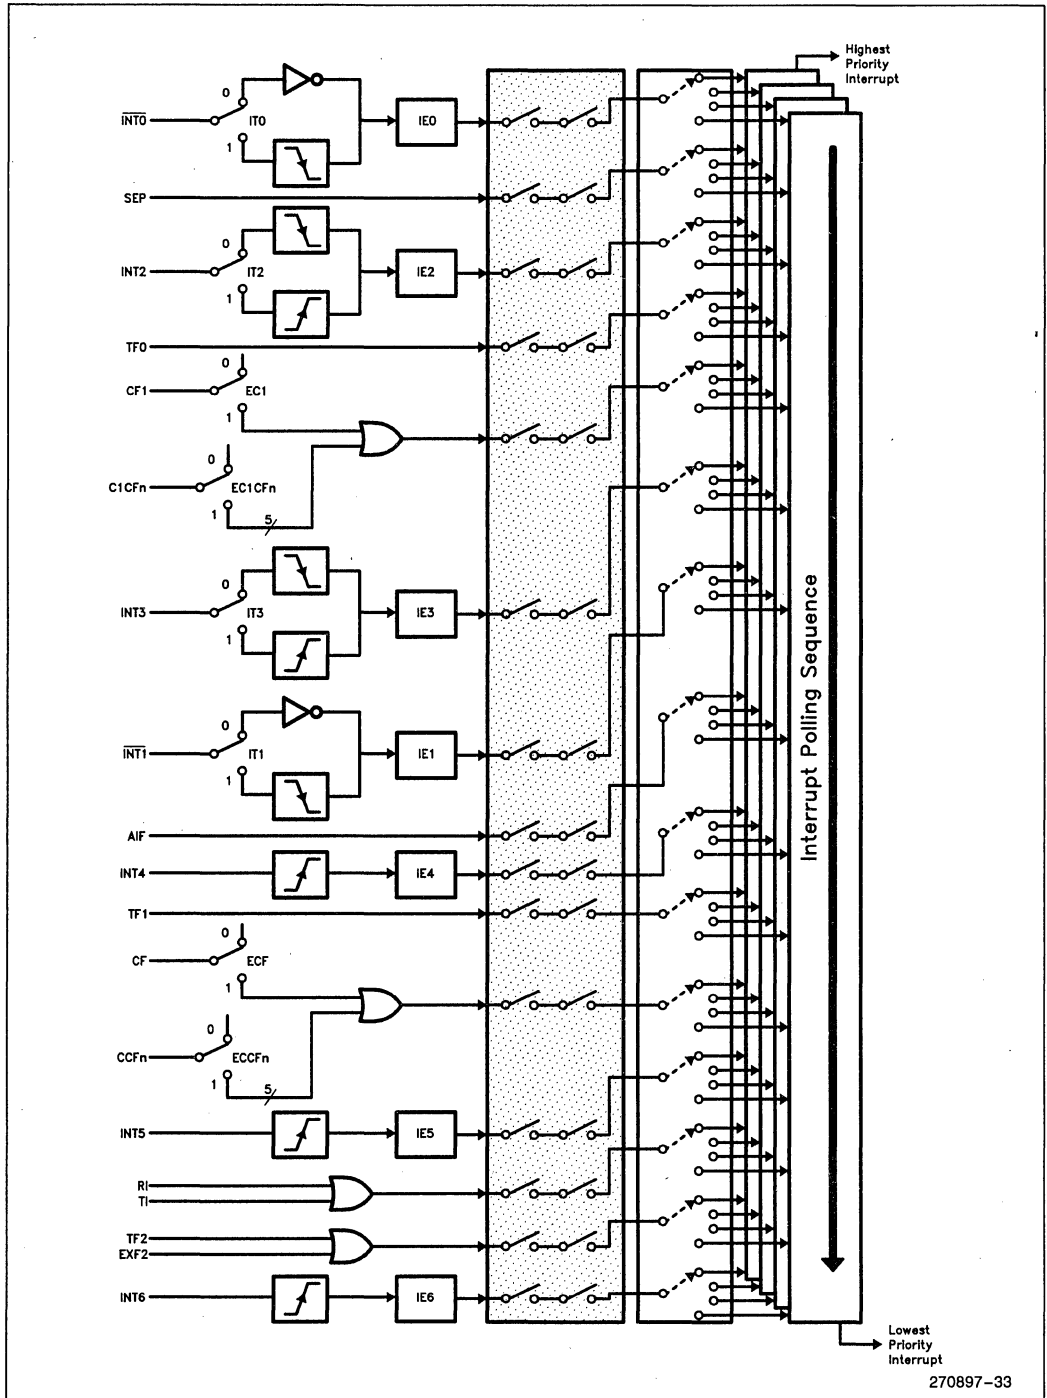 Highest
Priority
Interrupt
0
INT0
IT0
IE0
1
SEP
0
INT2
IT2
IE2
1
TF0
0
CF1
EC1
1
0
C1CFn
EC1CFn
1
5
0
INT3
IT3
IE3
1
0
INT1
IT1
IE1
1
AIF
INT4
IE4
TF1
0
CF
ECF
1
0
CCFn
ECCFn
1
5
INT5
IE5
RI
TI
TF2
EXF2
INT6
IE6
Interrupt Polling Sequence
Lowest
Priority
Interrupt
270897-33